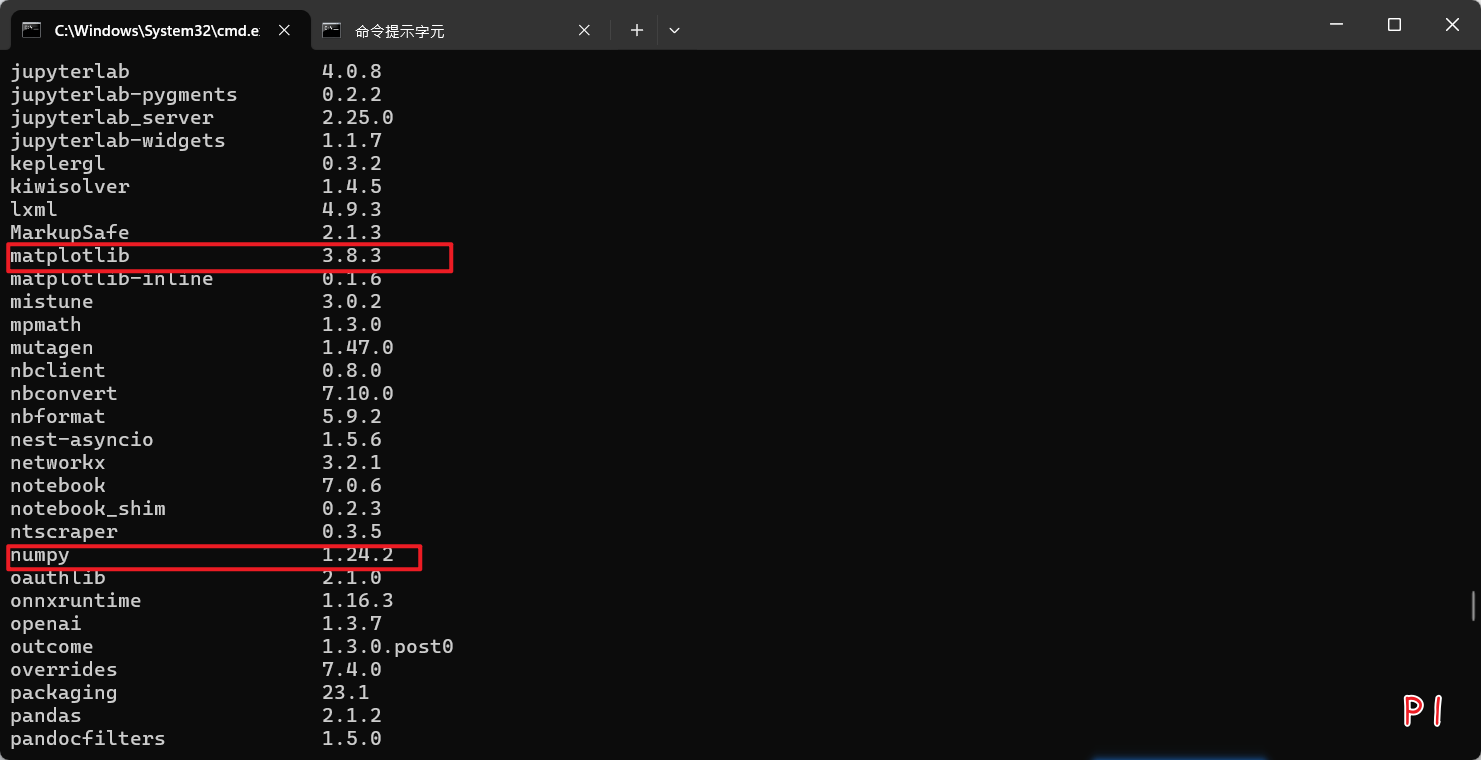 C:\Windows\System32\cmd.e
命令提示字元
jupyterlab 4.0.8
jupyterlab-pygments 0.2.2
jupyterlab_server 2.25.0
jupyterlab-widgets 1.1.7
keplergl 0.3.2
kiwisolver 1.4.5
lxml 4.9.3
MarkupSafe 2.1.3
matplotlib 3.8.3
matplotlib-inline 0.1.6
mistune 3.0.2
mpmath 1.3.0
mutagen 1.47.0
nbclient 0.8.0
nbconvert 7.10.0
nbformat 5.9.2
nest-asyncio 1.5.6
networkx 3.2.1
notebook 7.0.6
notebook_shim 0.2.3
ntscraper 0.3.5
numpy 1.24.2
oauthlib 2.1.0
onnxruntime 1.16.3
openai 1.3.7
outcome 1.3.0.post0
overrides 7.4.0
packaging 23.1
pandas 2.1.2
pandocfilters 1.5.0
P1